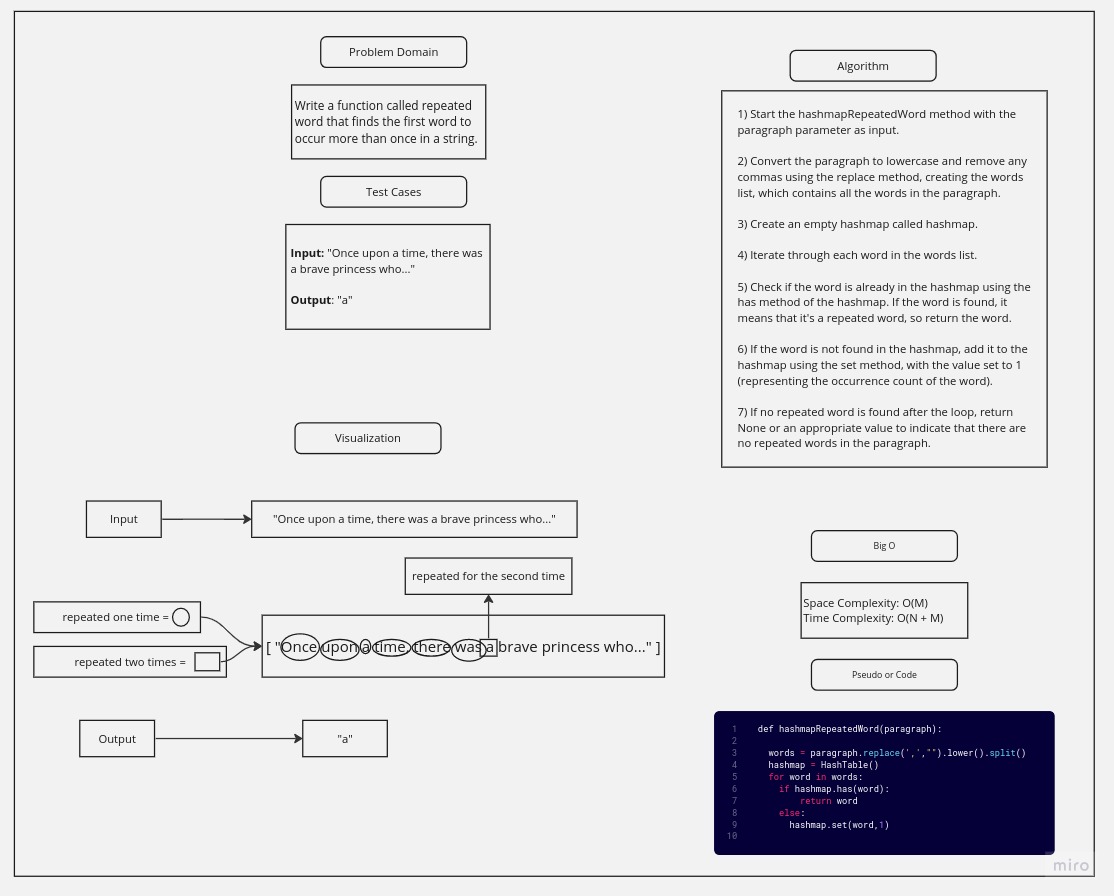 Problem Domain
Write a function called repeated
word that finds the first word to
occur more than once in a string.
Test Cases
Input: "Once upon a time, there was
a brave princess who..."
Output: "a"
Visualization
Input
"Once upon a time, there was a brave princess who..."
repeated for the second time
repeated one time =
repeated two times =
[ "Once upon a time, there was a brave princess who..." ]
Output
"a"
Algorithm
1) Start the hashmapRepeatedWord method with the
paragraph parameter as input.
2) Convert the paragraph to lowercase and remove any
commas using the replace method, creating the words
list, which contains all the words in the paragraph.
3) Create an empty hashmap called hashmap.
4) Iterate through each word in the words list.
5) Check if the word is already in the hashmap using the
has method of the hashmap. If the word is found, it
means that it's a repeated word, so return the word.
6) If the word is not found in the hashmap, add it to the
hashmap using the set method, with the value set to 1
(representing the occurrence count of the word).
7) If no repeated word is found after the loop, return
None or an appropriate value to indicate that there are
no repeated words in the paragraph.
Big O
Space Complexity: O(M)
Time Complexity: O(N + M)
Pseudo or Code
1 def hashmapRepeatedWord(paragraph):
2
3 words = paragraph.replace(',',"").lower().split()
4 hashmap = HashTable()
5 for word in words:
6 if hashmap.has(word):
7 return word
8 else:
9 hashmap.set(word,1)
10
miro